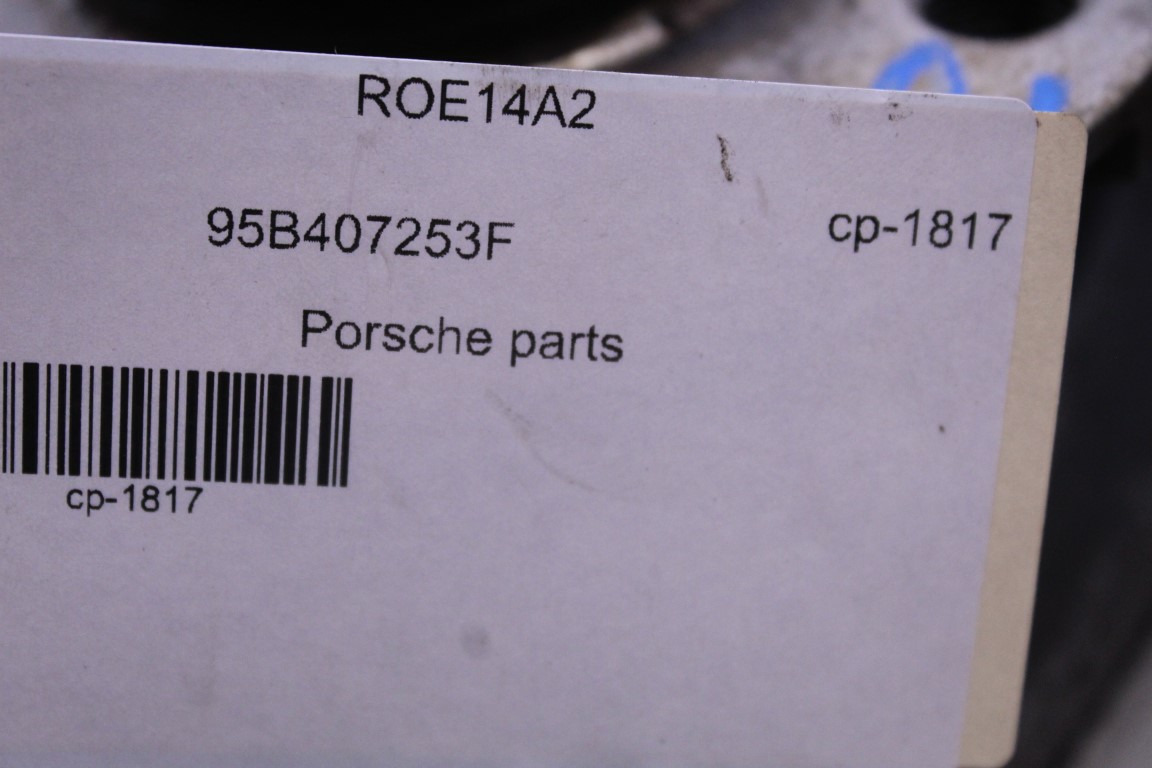 ROE14A2
95B407253F cp-1817
Porsche parts
cp-1817